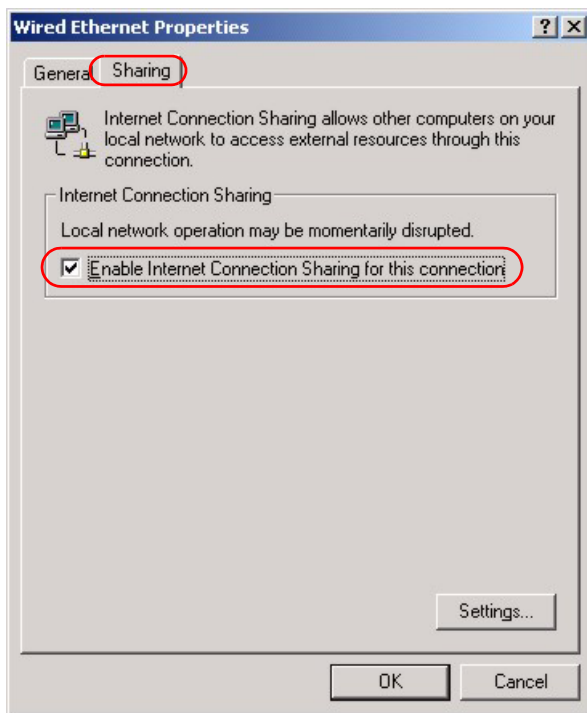 Wired Ethernet Properties
General Sharing
Internet Connection Sharing allows other computers on your
local network to access external resources through this
connection.
Internet Connection Sharing
Local network operation may be momentarily disrupted.
Enable Internet Connection Sharing for this connection
Settings...
OK Cancel